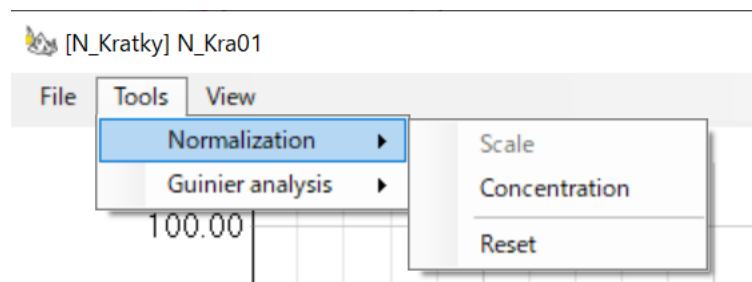 [N_Kratky] N_Kra01
File Tools View
Normalization
Scale
Guinier analysis
Concentration
100.00
Reset